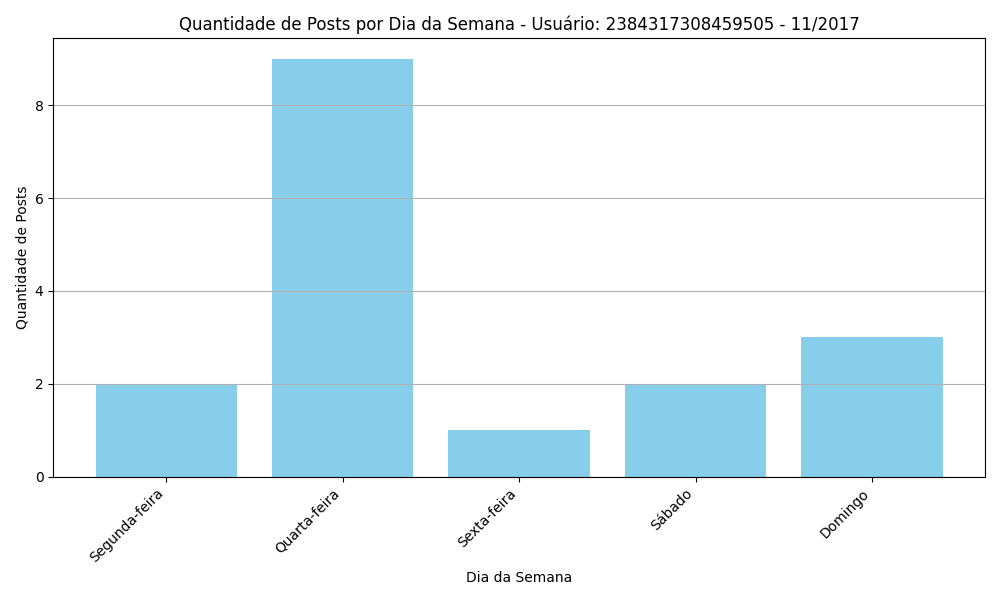 Quantidade de Posts por Dia da Semana - Usuário: 2384317308459505 - 11/2017
Quantidade de Posts
8
6
4
2
0
Segunda-feira
Quarta-feira
Sexta-feira
Sábado
Domingo
Dia da Semana